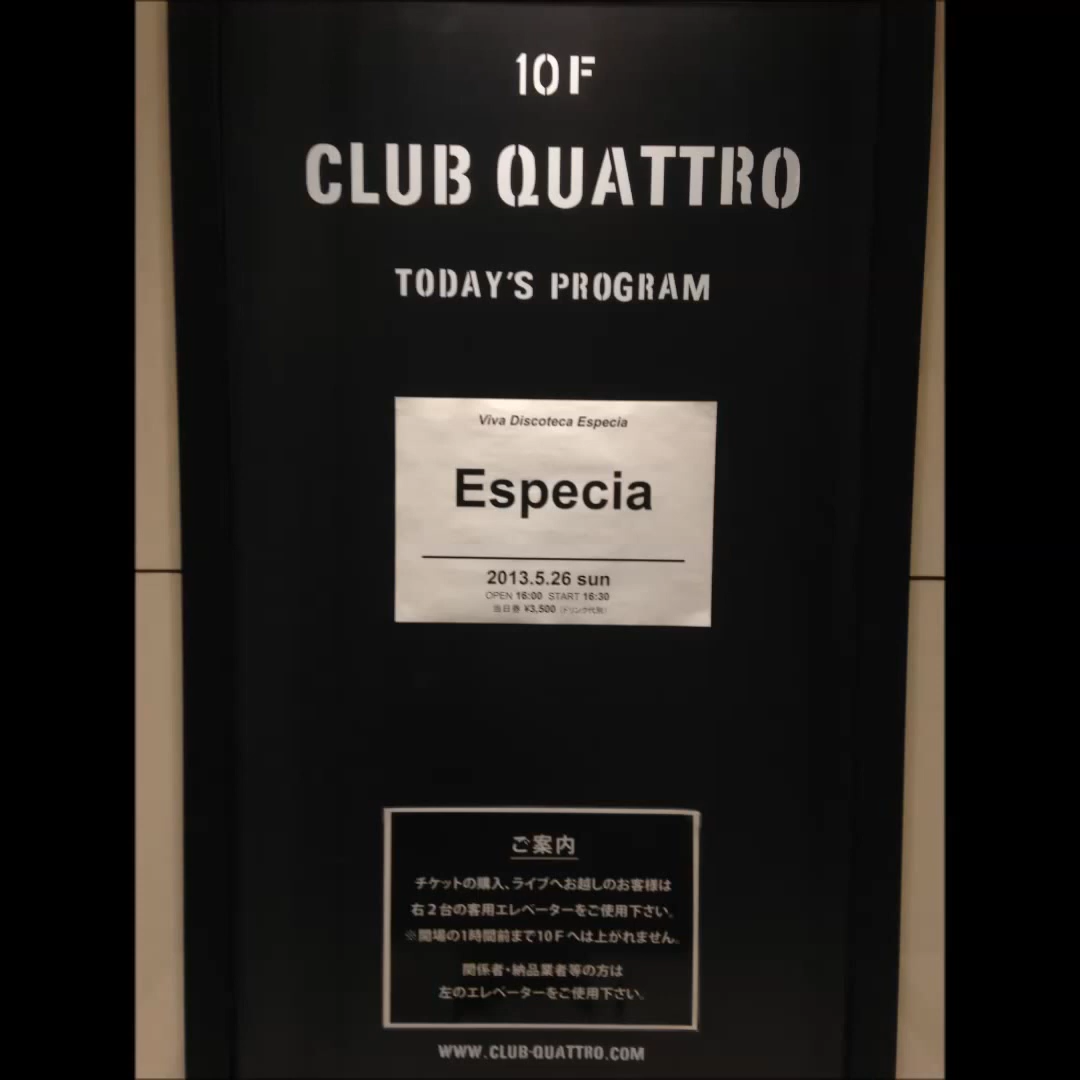 10F
CLUB QUATTRO
TODAY'S PROGRAM
Viva Discoteca Especia
Especia
2013.5.26 sun
OPEN 16:00 START 16:30
当日券 ¥3,500 (ドリンク代別)
ご案内
チケットの購入、ライブへお越しのお客様は
右2台の客用エレベーターをご使用下さい。
※開場の1時間前まで10Fへは上がれません。
関係者・納品業者等の方は
左のエレベーターをご使用下さい。
WWW.CLUB-QUATTRO.COM